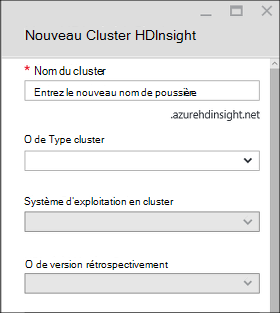 Nouveau Cluster HDInsight
* Nom du cluster
Entrez le nouveau nom de poussière
.azurehdinsight.net
O de Type cluster
Système d'exploitation en cluster
O de version rétrospectivement